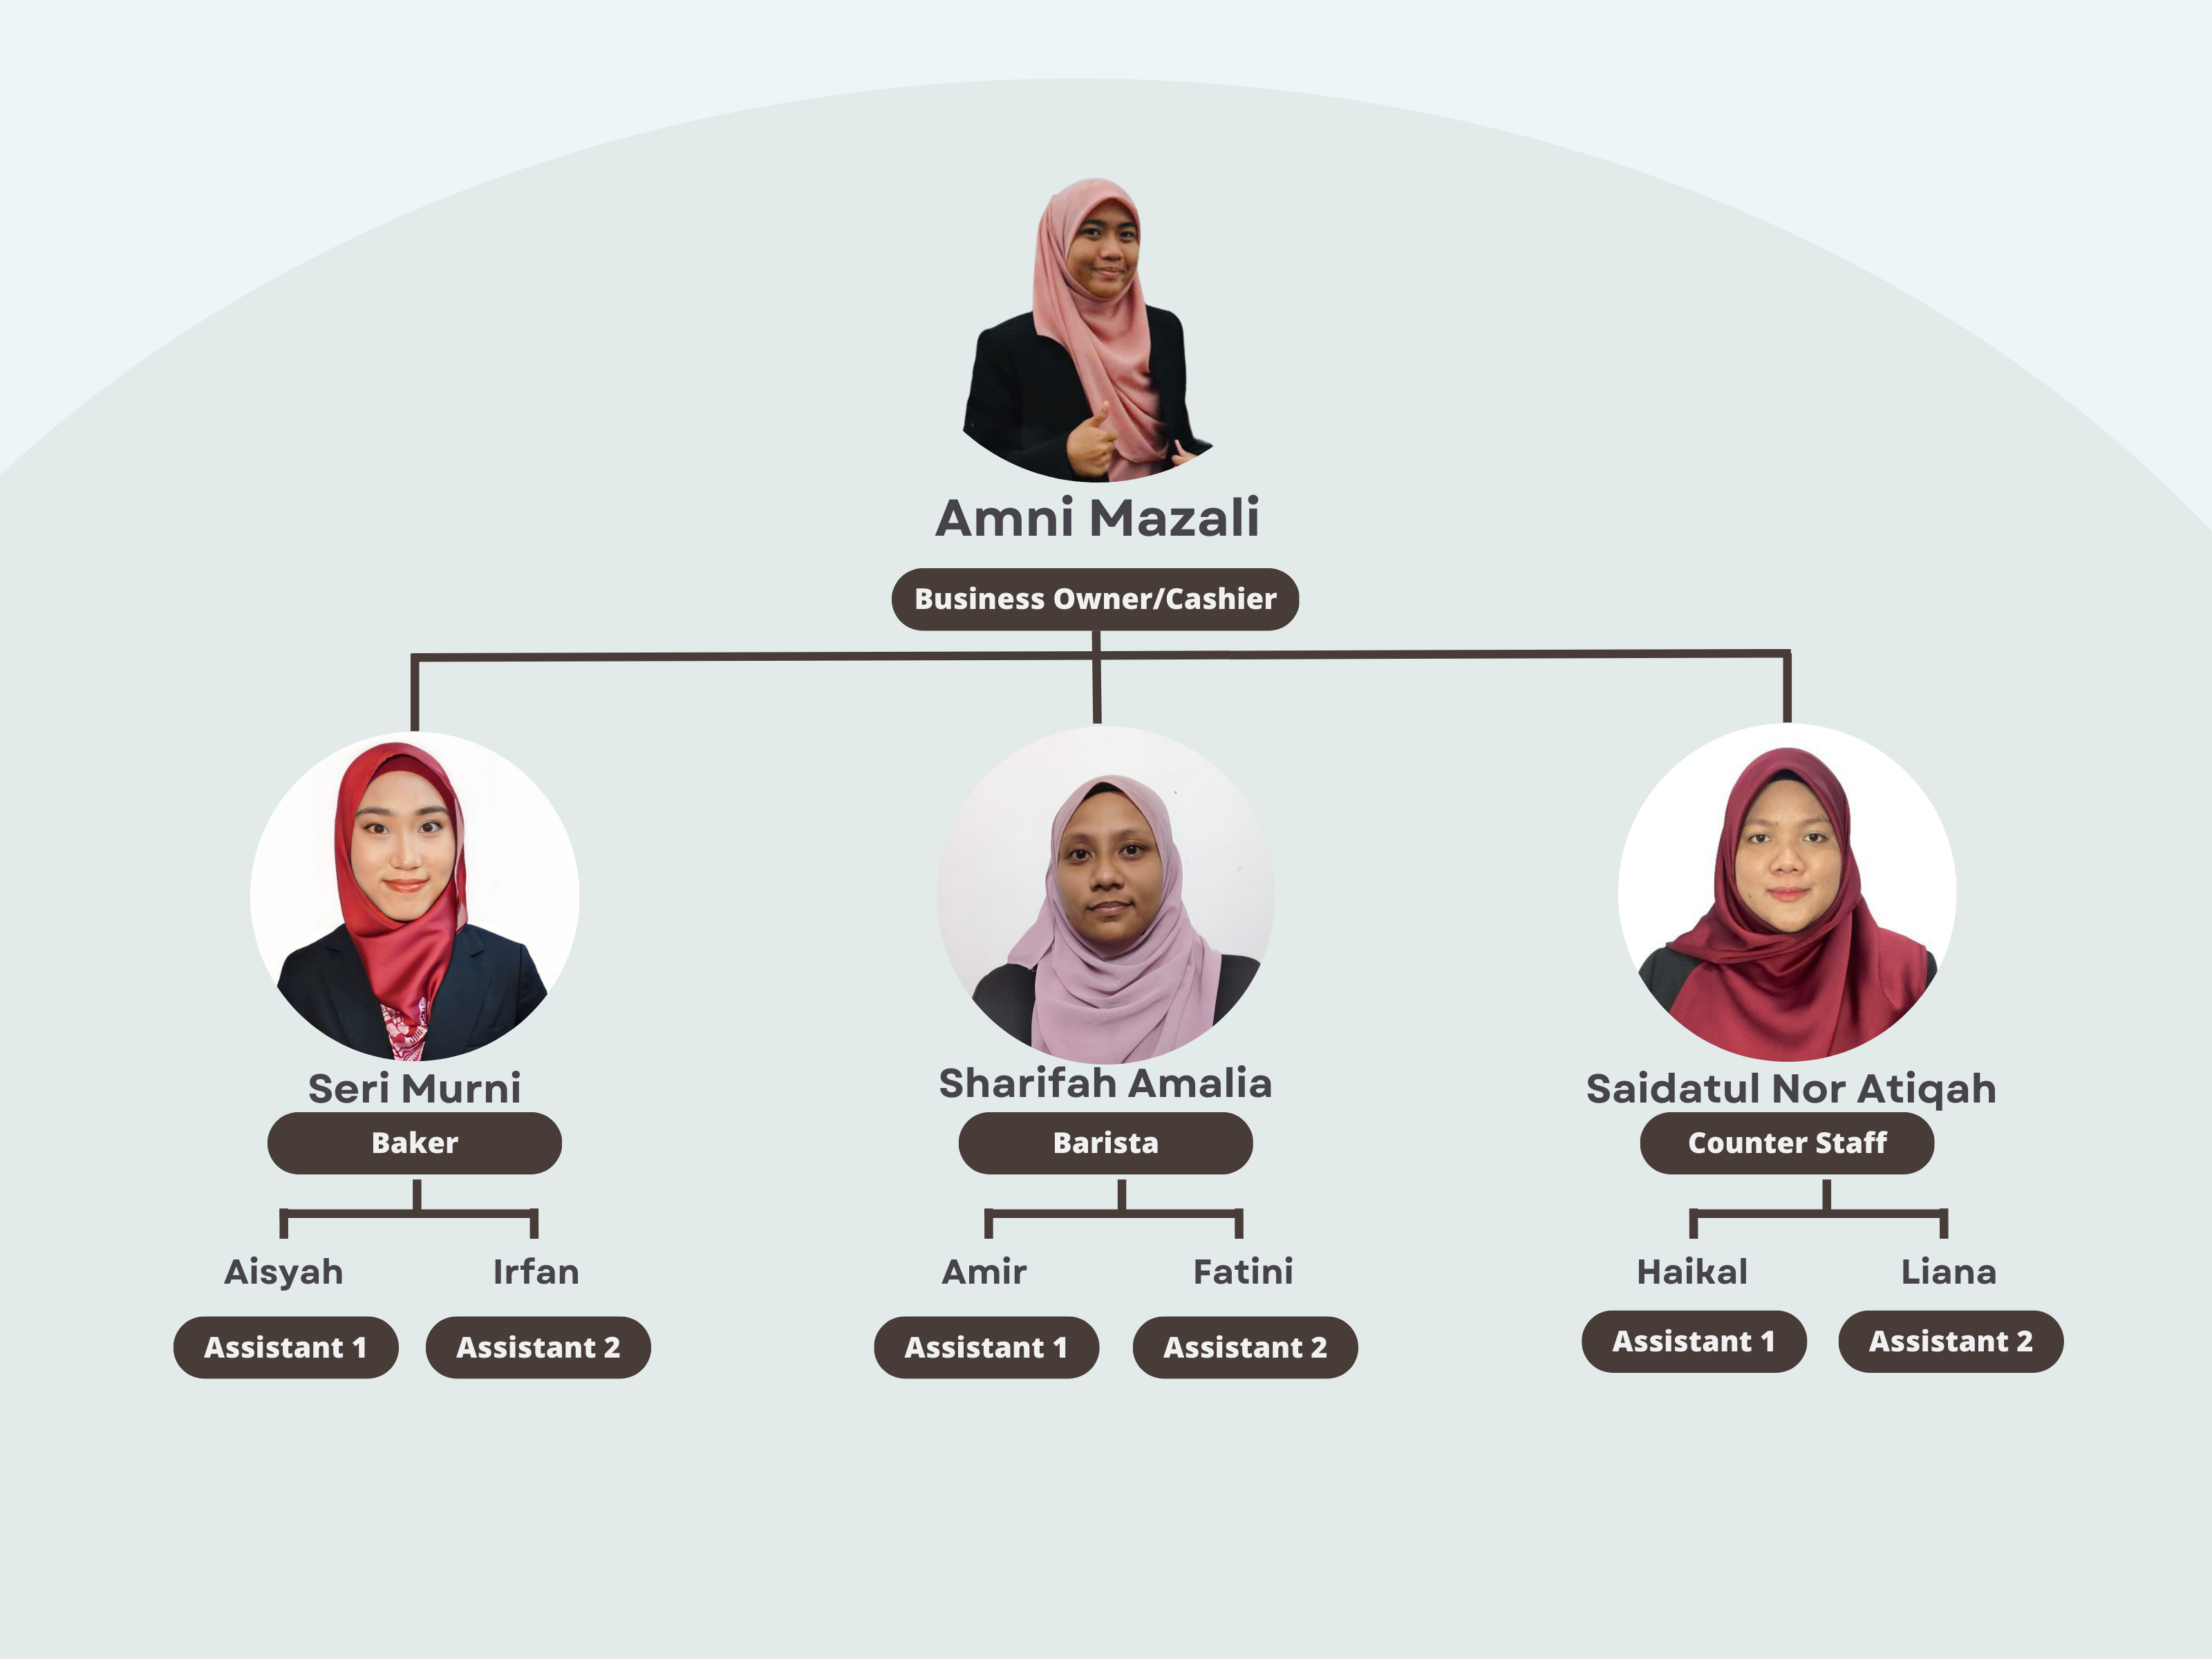 Amni Mazali
Business Owner/Cashier
Seri Murni
Baker
Sharifah Amalia
Barista
Saidatul Nor Atiqah
Counter Staff
Aisyah
Assistant 1
Irfan
Assistant 2
Amir
Assistant 1
Fatini
Assistant 2
Haikal
Assistant 1
Liana
Assistant 2